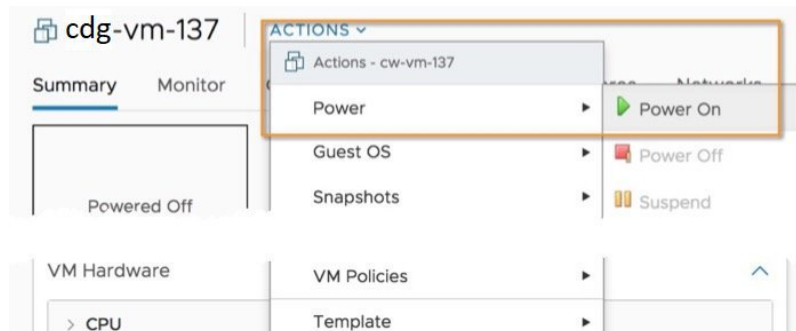 cdg-vm-137 ACTIONS
Actions - cw-vm-137
Summary Monitor
Power Power On
Guest OS Power Off
Snapshots Suspend
Powered Off
VM Hardware
VM Policies
CPU Template